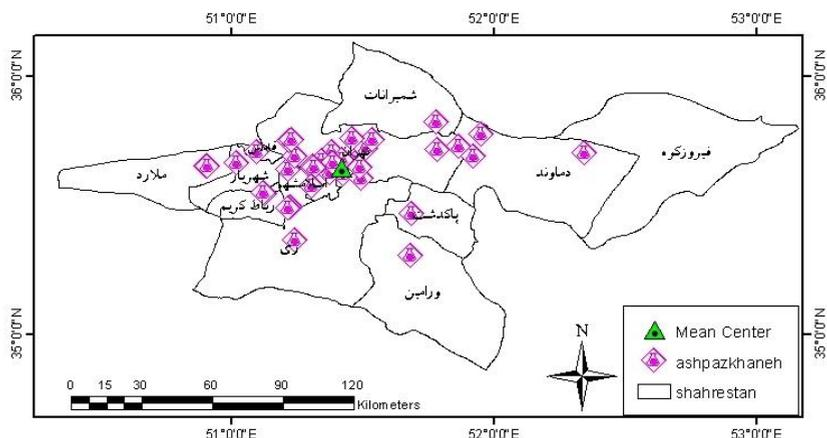 51°0'0"E 52°0'0"E 53°0'0"E
36°0'0"N 36°0'0"N
شمیرانات
فیروزکوه
تهران
ملارد
شهریار
دماوند
اسلامشهر
رباط کریم
پاکدشت
ری
ورامین
35°0'0"N 35°0'0"N
N
Mean Center
ashpazkhaneh
shahrestan
0 15 30 60 90 120
Kilometers
51°0'0"E 52°0'0"E 53°0'0"E